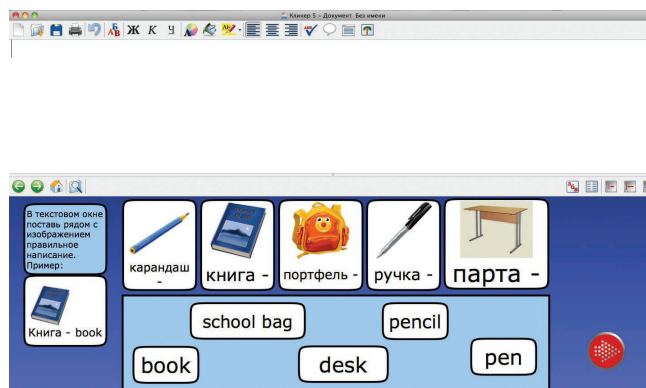 Кликер 5 – Документ Без имени
Ж К Ч
В текстовом окне
поставь рядом с
изображением
правильное
написание.
Пример:
Книга - book
карандаш
-
книга -
портфель -
ручка -
парта -
school bag
pencil
book
desk
pen